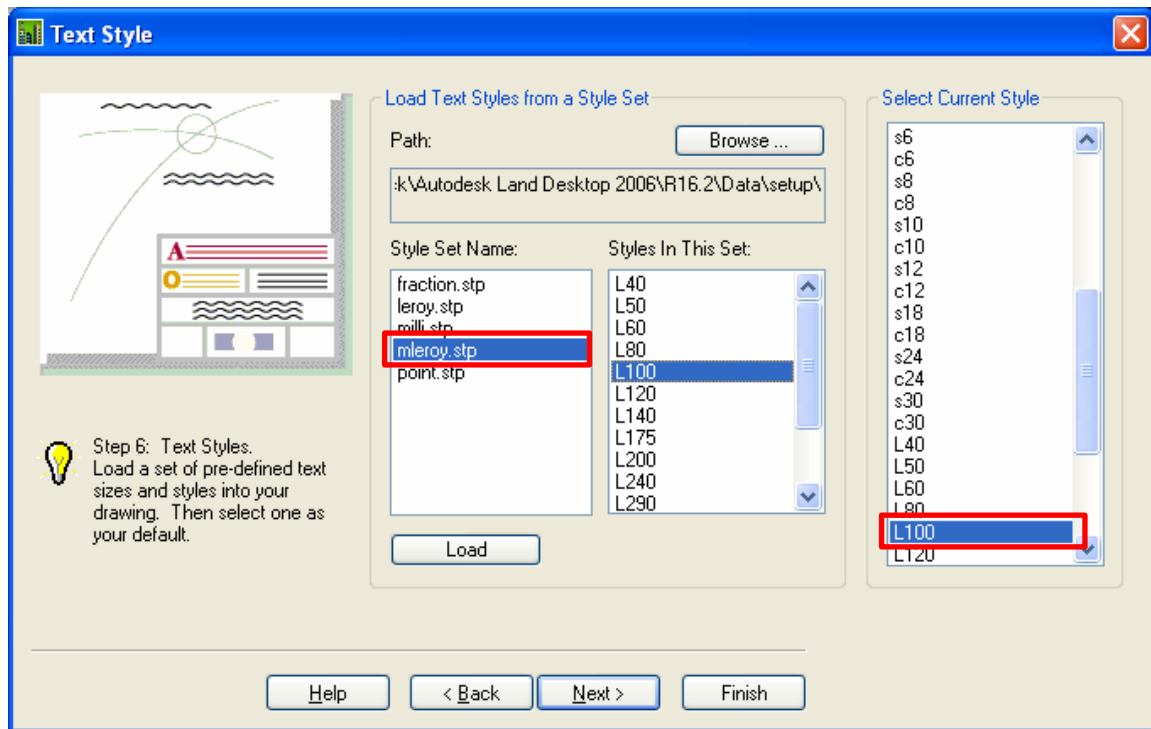 Text Style
Load Text Styles from a Style Set
Path:
Browse ...
:k\Autodesk Land Desktop 2006\R16.2\Data\setup\
Style Set Name:
fraction.stp
leroy.stp
milli.stp
mleroy.stp
point.stp
Load
Styles In This Set:
L40
L50
L60
L80
L100
L120
L140
L175
L200
L240
L290
Select Current Style
s6
c6
s8
c8
s10
c10
s12
c12
s18
c18
s24
c24
s30
c30
L40
L50
L60
L80
L100
L120
A
O
Step 6: Text Styles.
Load a set of pre-defined text
sizes and styles into your
drawing. Then select one as
your default.
Help
< Back
Next >
Finish